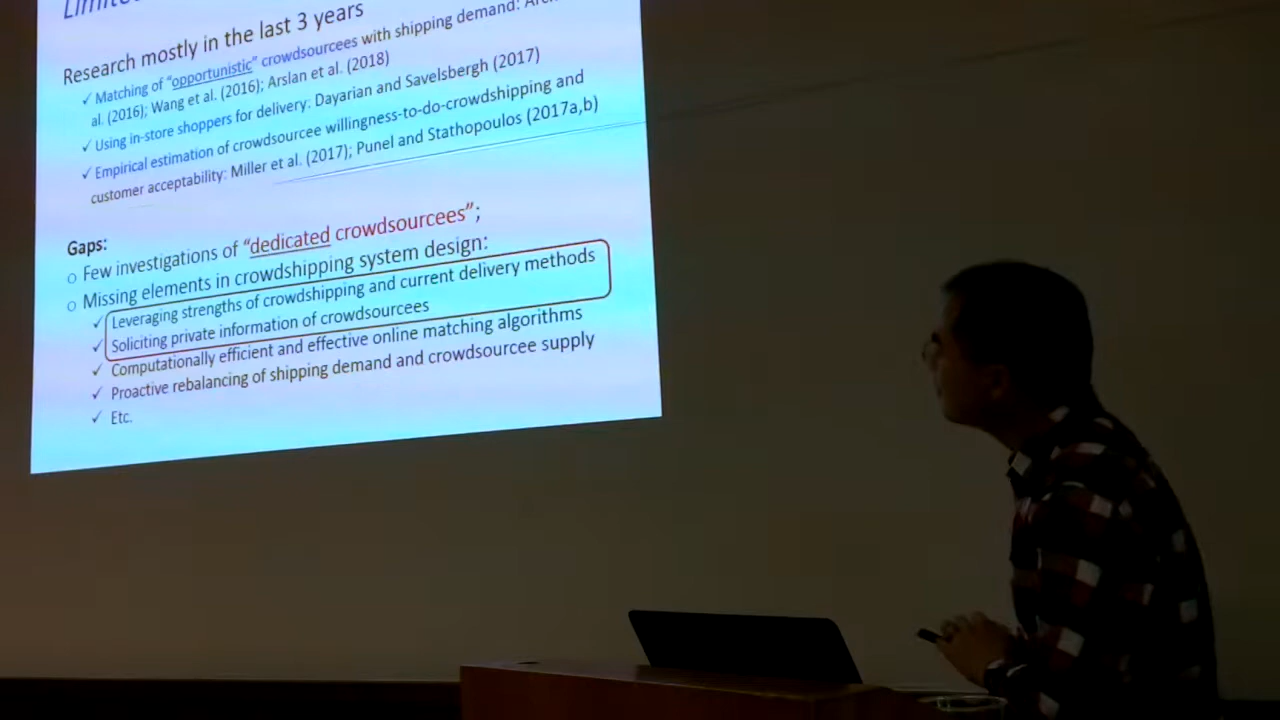 Research mostly in the last 3 years
✓ Matching of “opportunistic” crowdsourcees with shipping demand:
al. (2016); Wang et al. (2016); Arslan et al. (2018)
✓ Using in-store shoppers for delivery: Dayarian and Savelsbergh (2017)
✓ Empirical estimation of crowdsourcee willingness-to-do-crowdshipping and
customer acceptability: Miller et al. (2017); Punel and Stathopoulos (2017a,b)
Gaps:
o Few investigations of “dedicated crowdsourcees”;
o Missing elements in crowdshipping system design:
✓ Leveraging strengths of crowdshipping and current delivery methods
✓ Soliciting private information of crowdsourcees
✓ Computationally efficient and effective online matching algorithms
✓ Proactive rebalancing of shipping demand and crowdsourcee supply
✓ Etc.